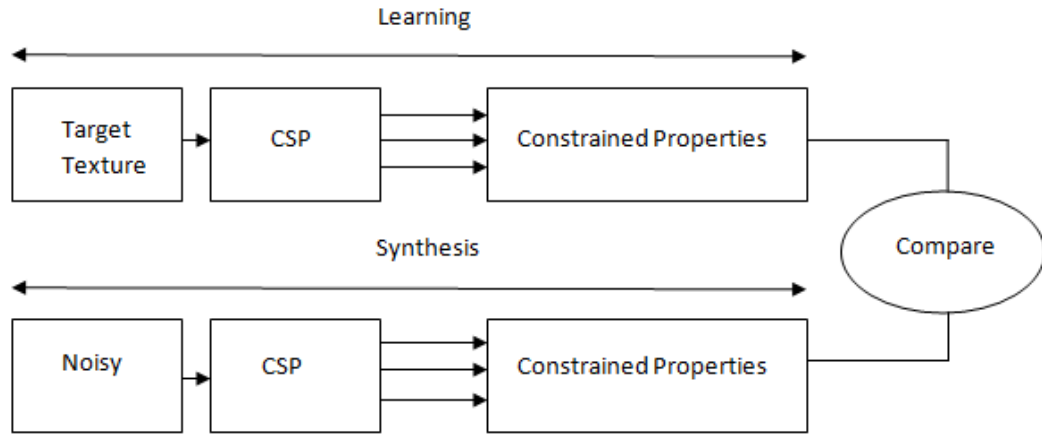 Learning
Target
Texture
CSP
Constrained Properties
Synthesis
Compare
Noisy
CSP
Constrained Properties